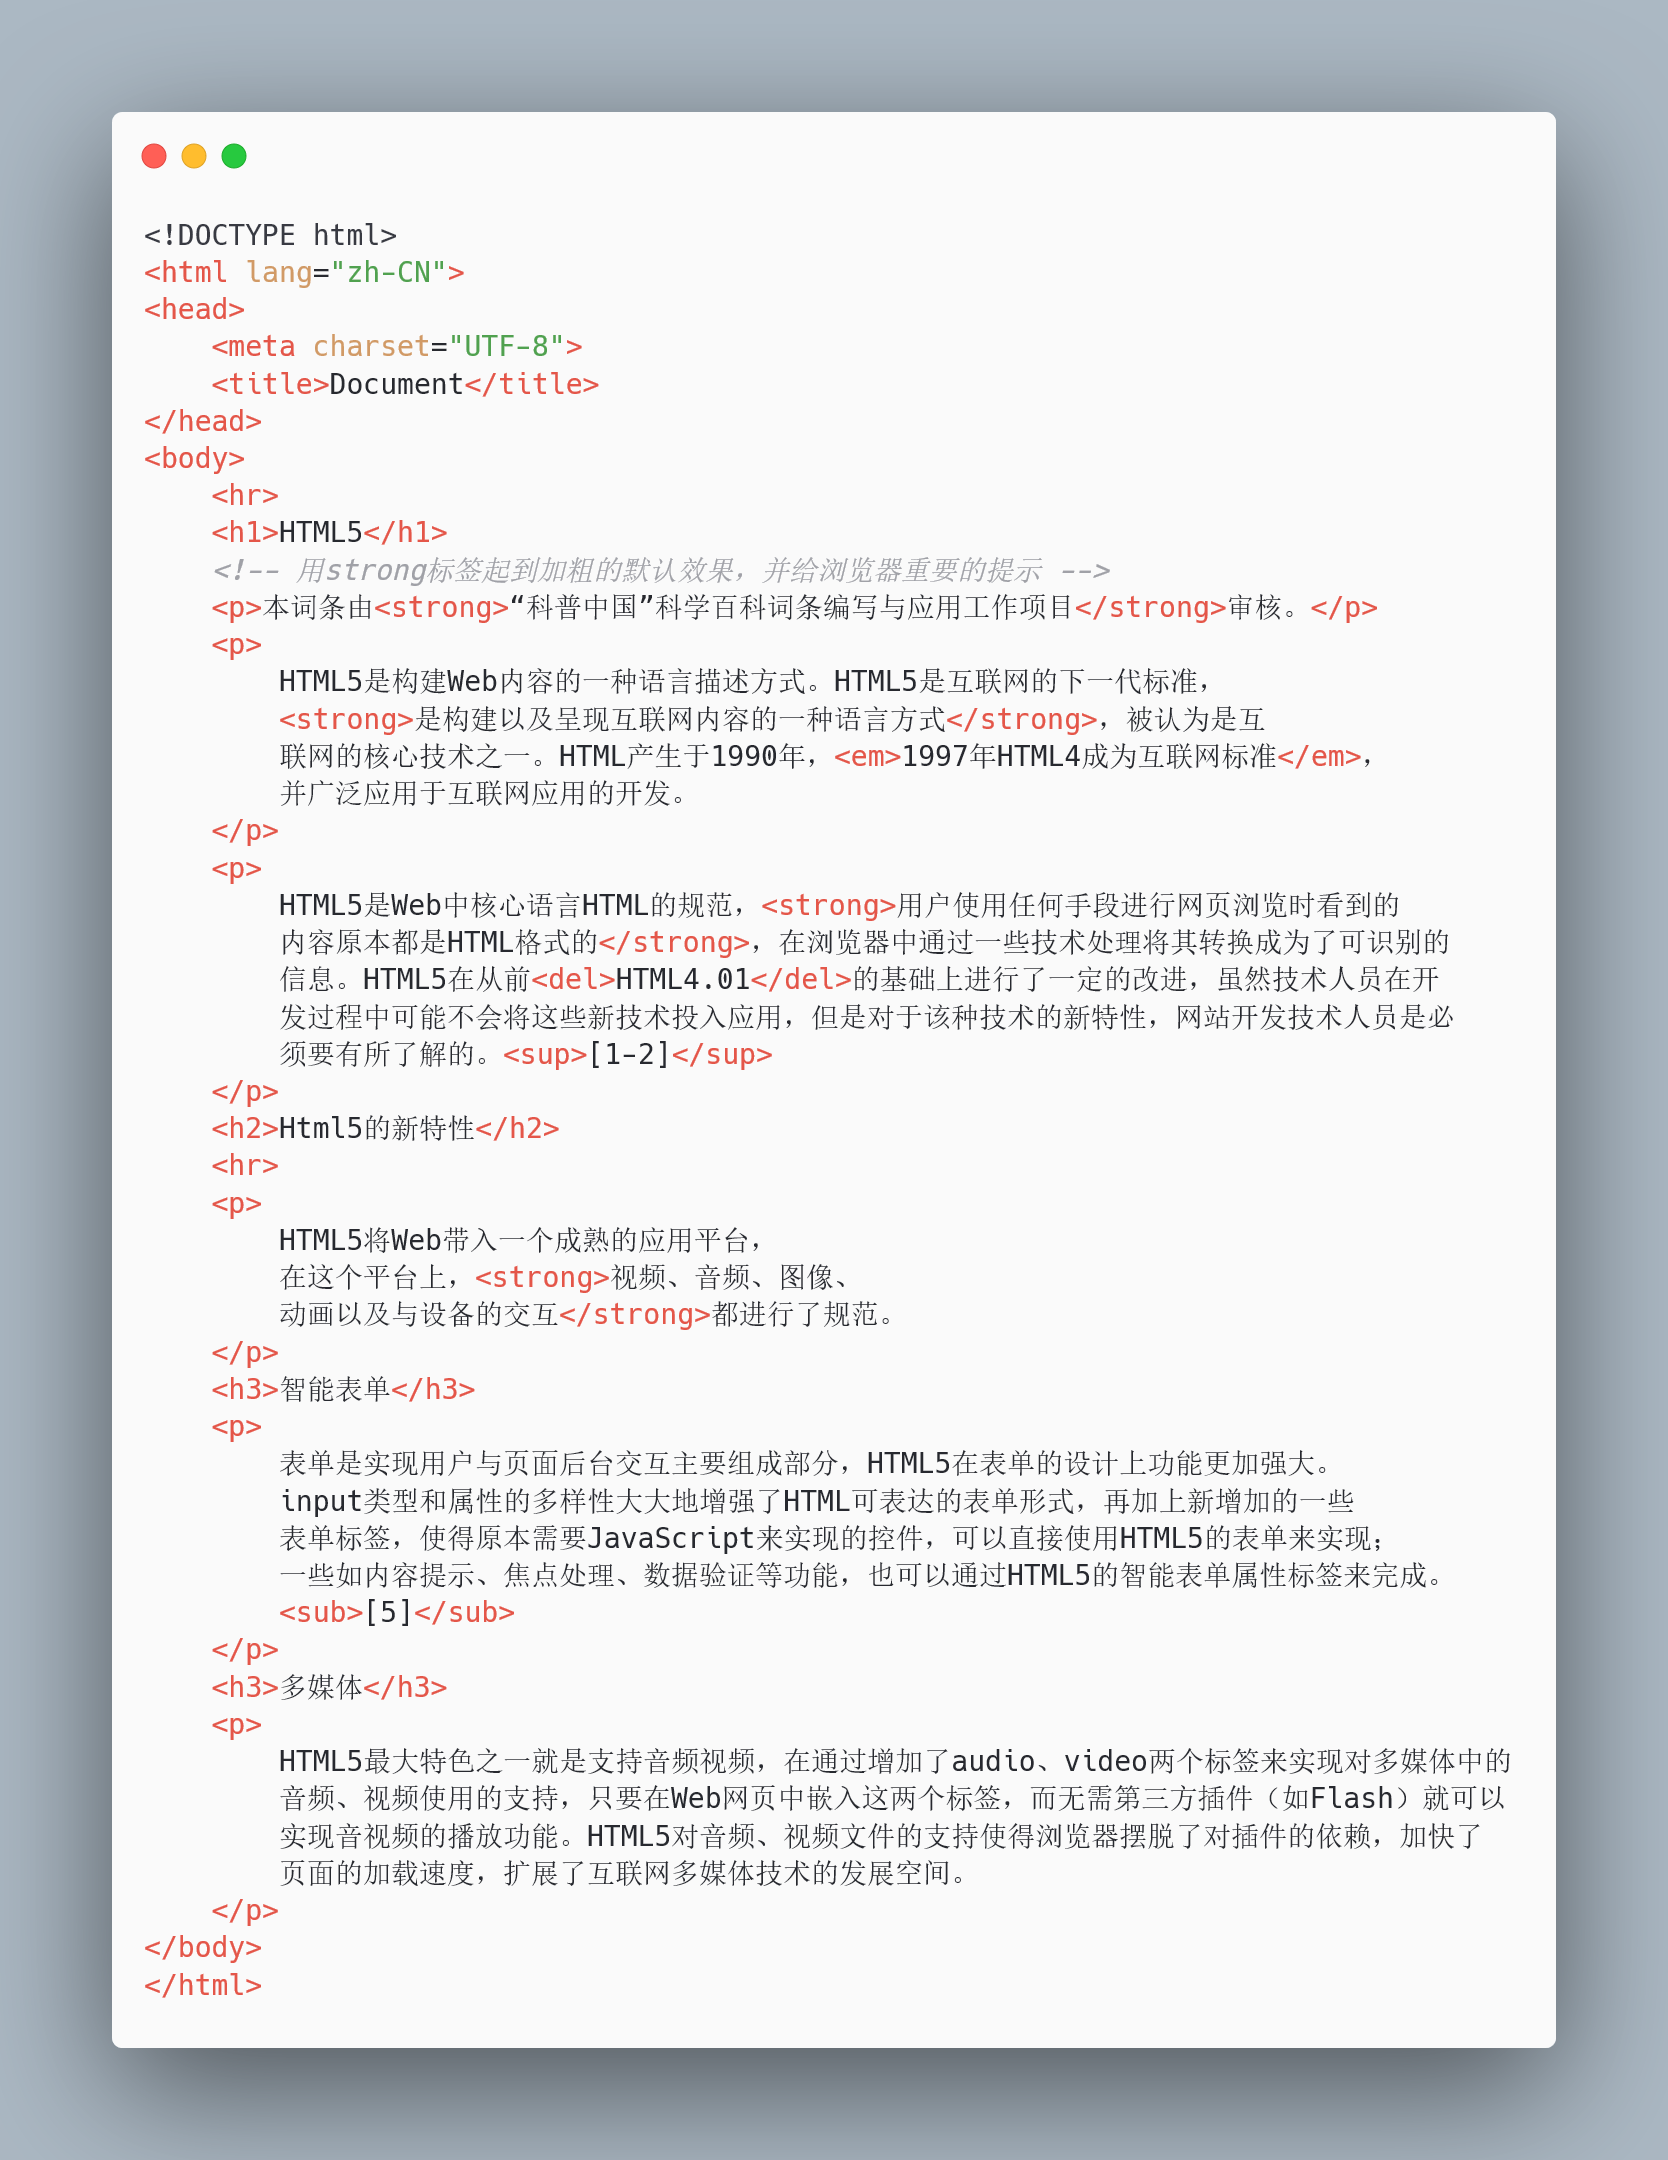 <!DOCTYPE html>
<html lang="zh-CN">
<head>
    <meta charset="UTF-8">
    <title>Document</title>
</head>
<body>
    <hr>
    <h1>HTML5</h1>
    <!-- 用strong标签起到加粗的默认效果，并给浏览器重要的提示 -->
    <p>本词条由<strong>“科普中国”科学百科词条编写与应用工作项目</strong>审核。</p>
    <p>
        HTML5是构建Web内容的一种语言描述方式。HTML5是互联网的下一代标准，
        <strong>是构建以及呈现互联网内容的一种语言方式</strong>，被认为是互
        联网的核心技术之一。HTML产生于1990年，<em>1997年HTML4成为互联网标准</em>，
        并广泛应用于互联网应用的开发。
    </p>
    <p>
        HTML5是Web中核心语言HTML的规范，<strong>用户使用任何手段进行网页浏览时看到的
        内容原本都是HTML格式的</strong>，在浏览器中通过一些技术处理将其转换成为了可识别的
        信息。HTML5在从前<del>HTML4.01</del>的基础上进行了一定的改进，虽然技术人员在开
        发过程中可能不会将这些新技术投入应用，但是对于该种技术的新特性，网站开发技术人员是必
        须要有所了解的。<sup>[1-2]</sup>
    </p>
    <h2>Html5的新特性</h2>
    <hr>
    <p>
        HTML5将Web带入一个成熟的应用平台，
        在这个平台上，<strong>视频、音频、图像、
        动画以及与设备的交互</strong>都进行了规范。
    </p>
    <h3>智能表单</h3>
    <p>
        表单是实现用户与页面后台交互主要组成部分，HTML5在表单的设计上功能更加强大。
        input类型和属性的多样性大大地增强了HTML可表达的表单形式，再加上新增加的一些
        表单标签，使得原本需要JavaScript来实现的控件，可以直接使用HTML5的表单来实现；
        一些如内容提示、焦点处理、数据验证等功能，也可以通过HTML5的智能表单属性标签来完成。
        <sub>[5]</sub>
    </p>
    <h3>多媒体</h3>
    <p>
        HTML5最大特色之一就是支持音频视频，在通过增加了audio、video两个标签来实现对多媒体中的
        音频、视频使用的支持，只要在Web网页中嵌入这两个标签，而无需第三方插件（如Flash）就可以
        实现音视频的播放功能。HTML5对音频、视频文件的支持使得浏览器摆脱了对插件的依赖，加快了
        页面的加载速度，扩展了互联网多媒体技术的发展空间。
    </p>
</body>
</html>